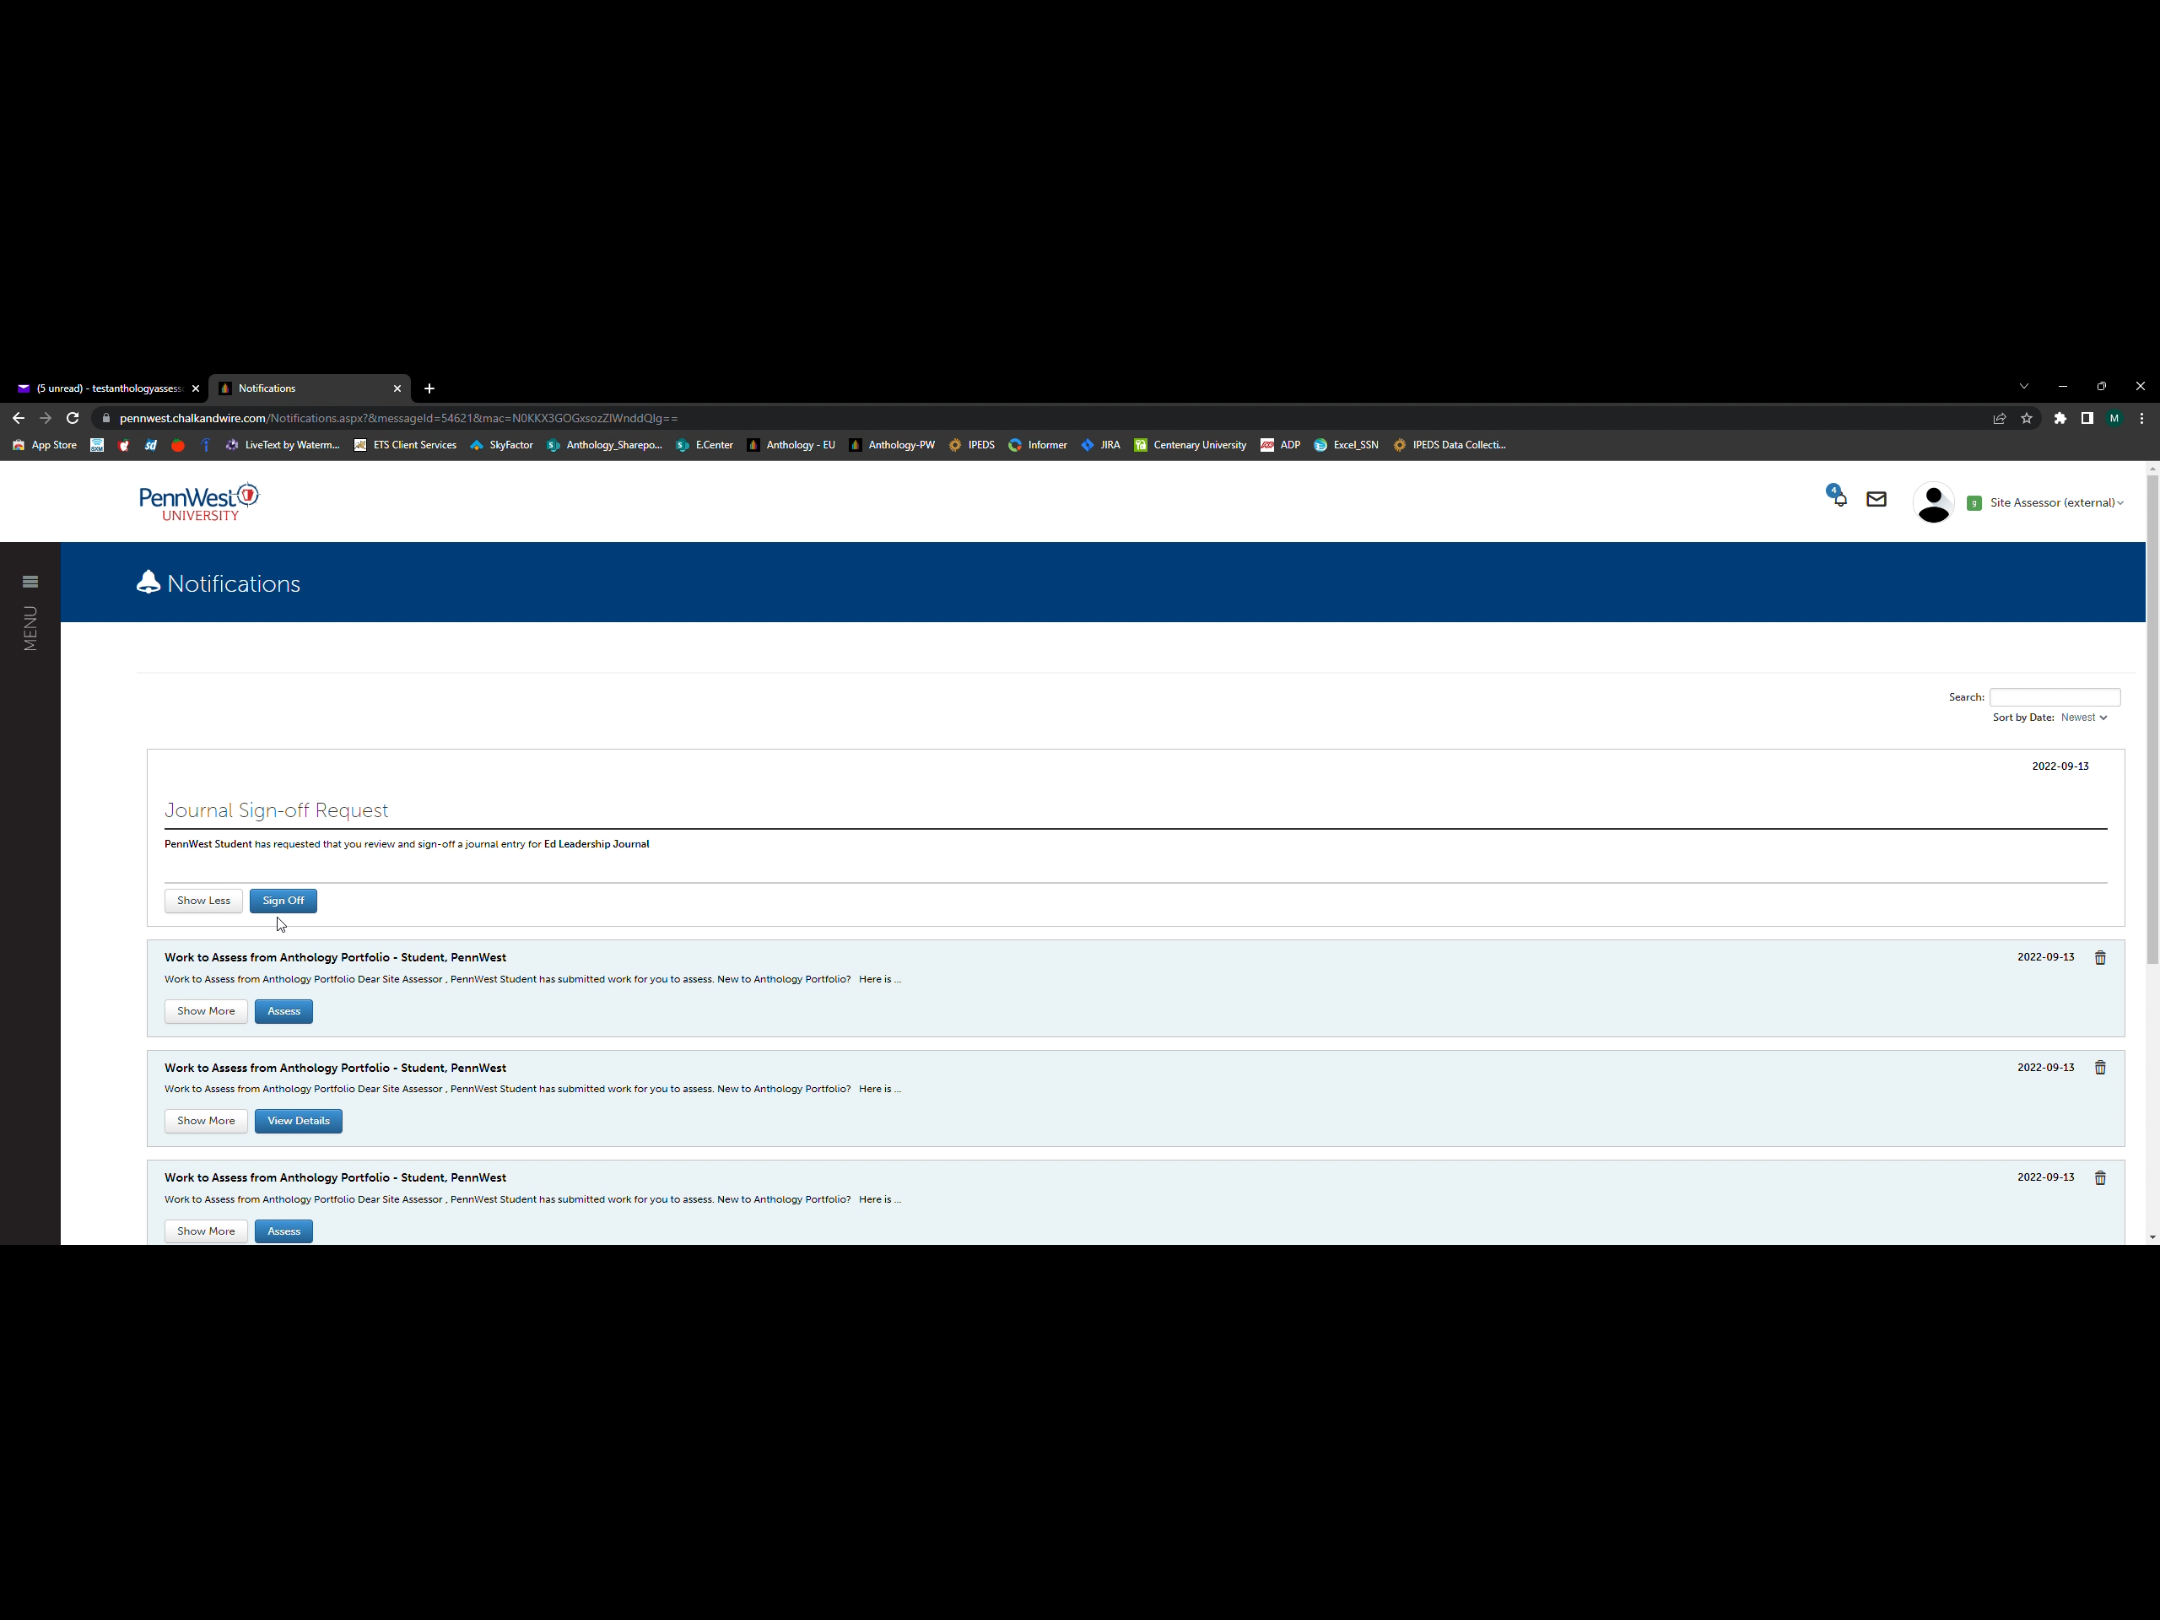 (5 unread) - testanthologyassess
Notifications
pennwest.chalkandwire.com/Notifications.aspx?&messageId=54621&mac=N0KKX3GOGxsozZIWnddQIg==
M
App Store
LiveText by Waterm...
ETS Client Services
SkyFactor
Anthology_Sharepo...
E.Center
Anthology - EU
Anthology-PW
IPEDS
Informer
JIRA
Centenary University
ADP
Excel_SSN
IPEDS Data Collecti...
PennWest
UNIVERSITY
4
g
Site Assessor (external)
MENU
Notifications
Search:
Sort by Date: Newest
2022-09-13
Journal Sign-off Request
PennWest Student has requested that you review and sign-off a journal entry for Ed Leadership Journal
Show Less
Sign Off
Work to Assess from Anthology Portfolio - Student, PennWest
2022-09-13
Work to Assess from Anthology Portfolio Dear Site Assessor , PennWest Student has submitted work for you to assess. New to Anthology Portfolio? Here is ...
Show More
Assess
Work to Assess from Anthology Portfolio - Student, PennWest
2022-09-13
Work to Assess from Anthology Portfolio Dear Site Assessor , PennWest Student has submitted work for you to assess. New to Anthology Portfolio? Here is ...
Show More
View Details
Work to Assess from Anthology Portfolio - Student, PennWest
2022-09-13
Work to Assess from Anthology Portfolio Dear Site Assessor , PennWest Student has submitted work for you to assess. New to Anthology Portfolio? Here is ...
Show More
Assess